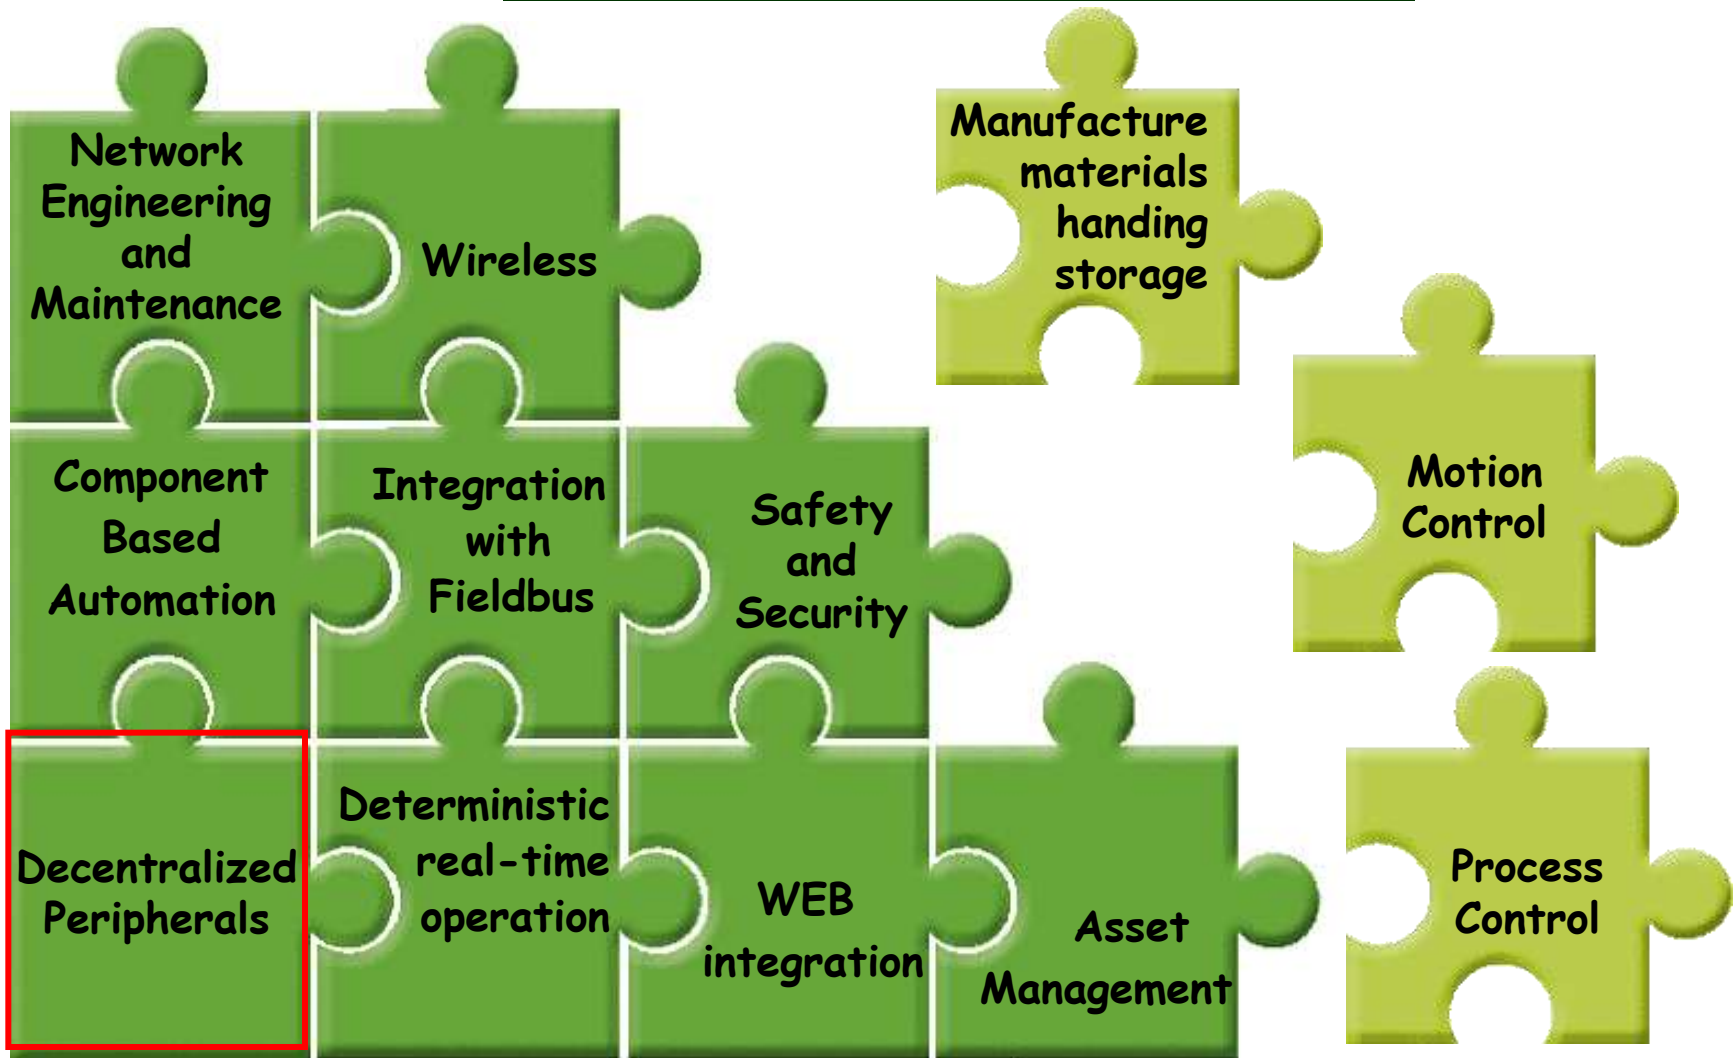 Network
Engineering
and
Maintenance
Wireless
Manufacture
materials
handing
storage
Component
Based
Automation
Integration
with
Fieldbus
Safety
and
Security
Motion
Control
Decentralized
Peripherals
Deterministic
real-time
operation
WEB
integration
Asset
Management
Process
Control